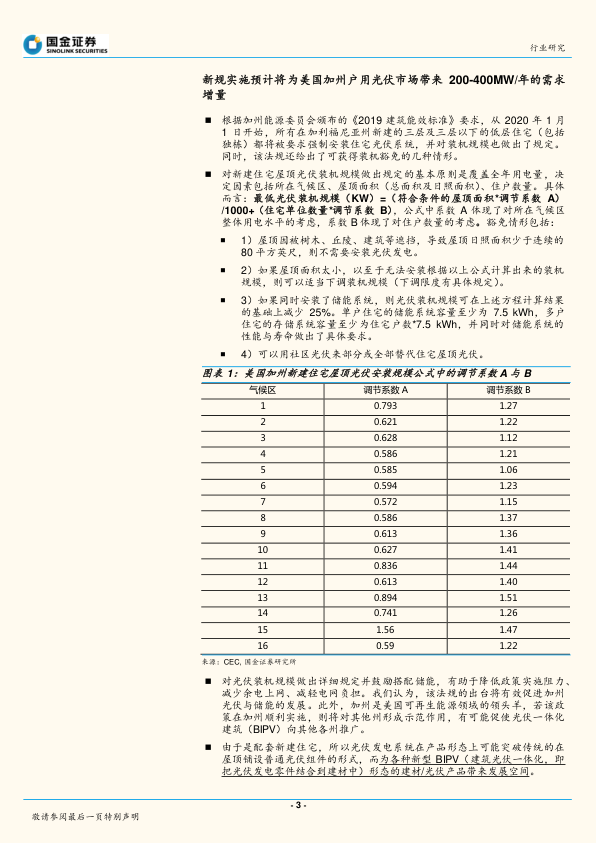 国金证券
SINOLINK SECURITIES
行业研究
新规实施预计将为美国加州户用光伏市场带来 200-400MW/年的需求
增量
■ 根据加州能源委员会颁布的《2019 建筑能效标准》要求，从 2020 年 1 月
1 日开始，所有在加利福尼亚州新建的三层及三层以下的低层住宅（包括
独栋）都将被要求强制安装住宅光伏系统，并对装机规模也做出了规定。
同时，该法规还给出了可获得装机豁免的几种情形。
■ 对新建住宅屋顶光伏装机规模做出规定的基本原则是覆盖全年用电量，决
定因素包括所在气候区、屋顶面积（总面积及日照面积）、住户数量。具体
而言：最低光伏装机规模（KW）=（符合条件的屋顶面积*调节系数 A）
/1000+（住宅单位数量*调节系数 B），公式中系数 A 体现了对所在气候区
整体用电水平的考虑，系数 B 体现了对住户数量的考虑。豁免情形包括：
■ 1）屋顶因被树木、丘陵、建筑等遮挡，导致屋顶日照面积少于连续的
80 平方英尺，则不需要安装光伏发电。
■ 2）如果屋顶面积太小，以至于无法安装根据以上公式计算出来的装机
规模，则可以适当下调装机规模（下调限度有具体规定）。
■ 3）如果同时安装了储能系统，则光伏装机规模可在上述方程计算结果
的基础上减少 25%。单户住宅的储能系统容量至少为 7.5 kWh，多户
住宅的存储系统容量至少为住宅户数*7.5 kWh，并同时对储能系统的
性能与寿命做出了具体要求。
■ 4）可以用社区光伏来部分或全部替代住宅屋顶光伏。
图表 1：美国加州新建住宅屋顶光伏安装规模公式中的调节系数 A 与 B
气候区 调节系数 A 调节系数 B
1 0.793 1.27
2 0.621 1.22
3 0.628 1.12
4 0.586 1.21
5 0.585 1.06
6 0.594 1.23
7 0.572 1.15
8 0.586 1.37
9 0.613 1.36
10 0.627 1.41
11 0.836 1.44
12 0.613 1.40
13 0.894 1.51
14 0.741 1.26
15 1.56 1.47
16 0.59 1.22
来源：CEC, 国金证券研究所
■ 对光伏装机规模做出详细规定并鼓励搭配储能，有助于降低政策实施阻力、
减少余电上网、减轻电网负担。我们认为，该法规的出台将有效促进加州
光伏与储能的发展。此外，加州是美国可再生能源领域的领头羊，若该政
策在加州顺利实施，则将对其他州形成示范作用，有可能促使光伏一体化
建筑（BIPV）向其他各州推广。
■ 由于是配套新建住宅，所以光伏发电系统在产品形态上可能突破传统的在
屋顶铺设普通光伏组件的形式，而为各种新型 BIPV（建筑光伏一体化，即
把光伏发电零件结合到建材中）形态的建材/光伏产品带来发展空间。
- 3 -
敬请参阅最后一页特别声明